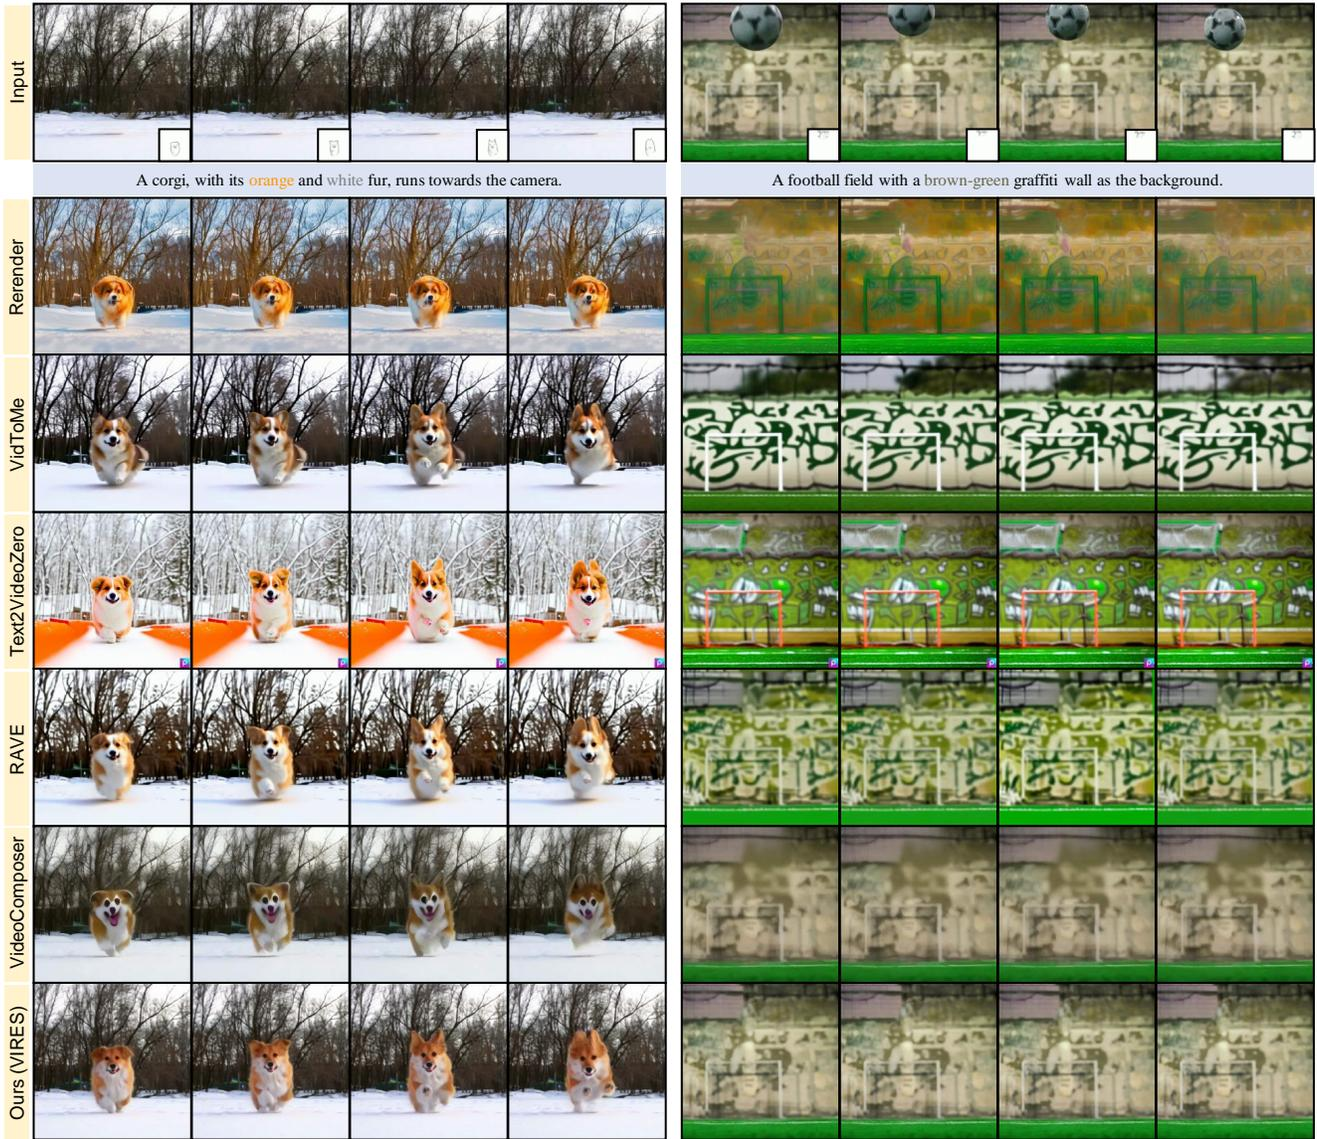 Input
A corgi, with its orange and white fur, runs towards the camera.
A football field with a brown-green graffiti wall as the background.
Rerender
VidToMe
Text2VideoZero
RAVE
VideoComposer
Ours (VIRES)